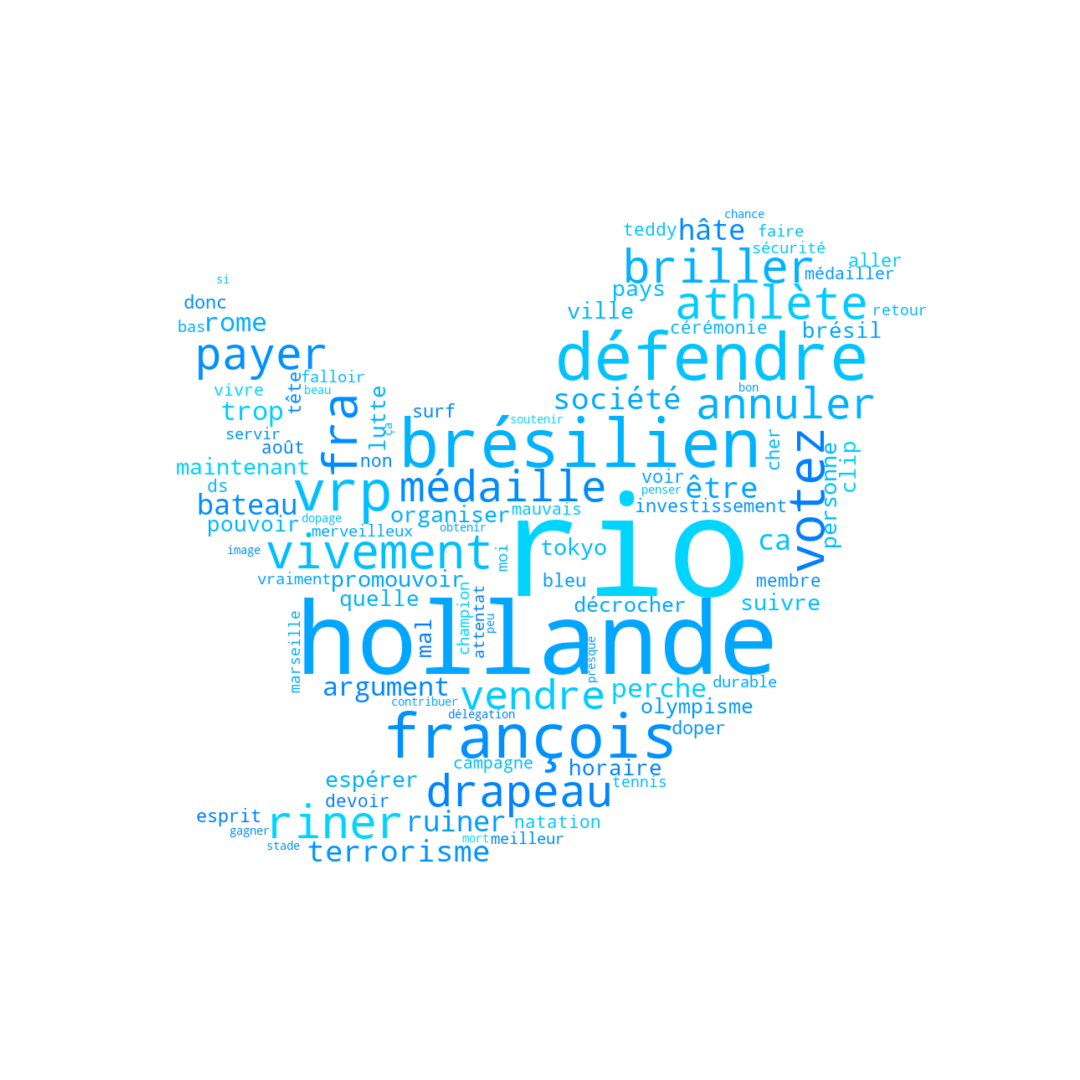 chance
teddy
hâte
faire
sécurité
briller
aller
médailler
si
pays
athlète
donc
ville
retour
bas
rome
cérémonie
brésil
payer
défendre
falloir
tête
vivre
beau
bon
trop
fra
lutte
surf
société
annuler
soutenir
servir
ça
août
non
brésilien
cher
votez
personne
clip
maintenant
vrp
médaille
voir
être
penser
ds
bateau
organiser
mauvais
investissement
pouvoir
dopage
merveilleux
obtenir
rio
image
vivement
moi
tokyo
ca
vraiment
promouvoir
bleu
membre
quelle
champion
attentat
peu
décrocher
suivre
marseille
mal
hollande
presque
argument
vendre
perche
durable
contribuer
olympisme
délégation
françois
doper
campagne
horaire
espérer
tennis
devoir
drapeau
esprit
riner
ruiner
natation
gagner
mort
meilleur
stade
terrorisme